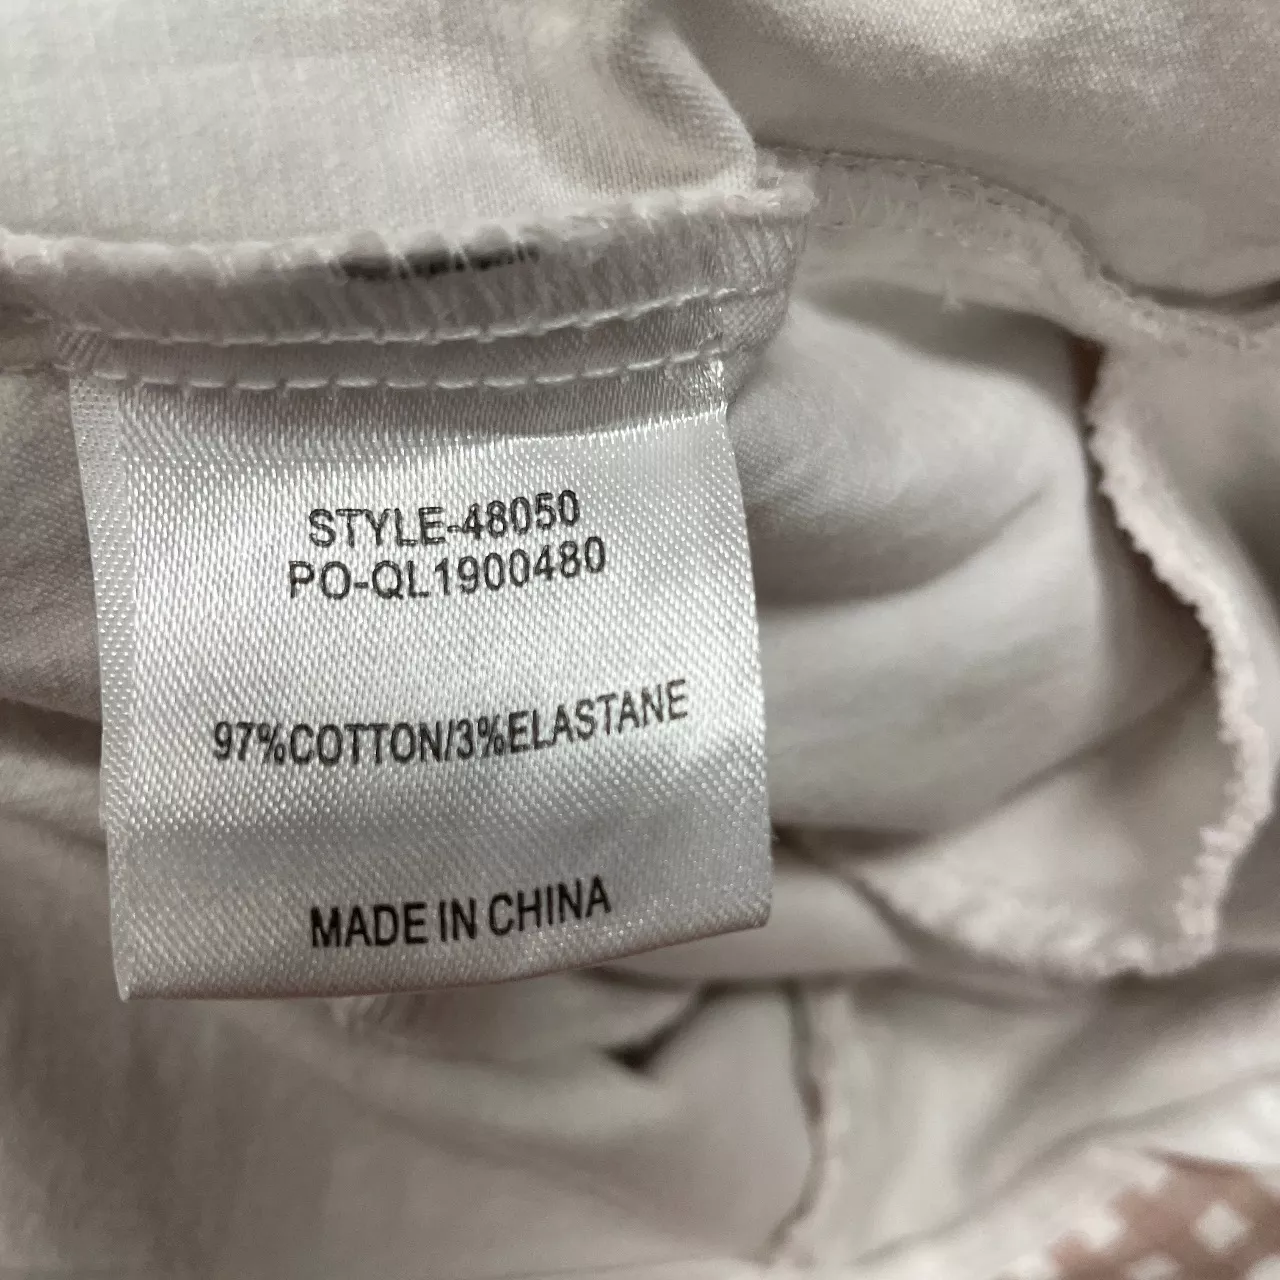 STYLE-48050
PO-QL1900480
97%COTTON/3%ELASTANE
MADE IN CHINA